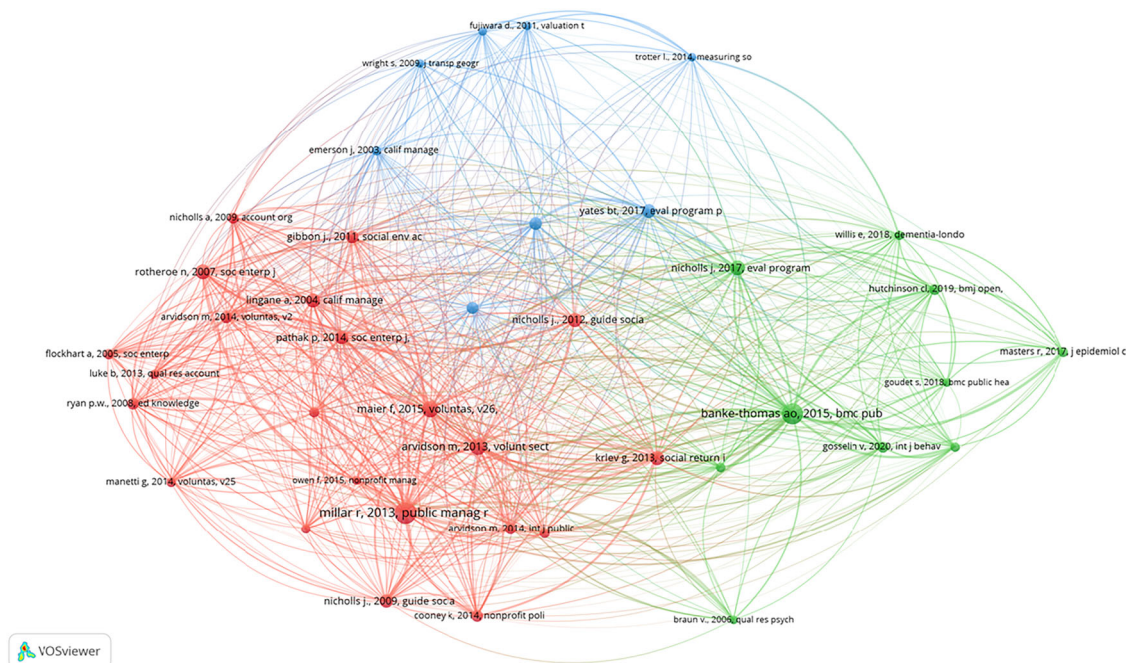 fujiwara d., 2011, valuation t
trotter l., 2014, measuring so
wright s, 2009, j transp geogr
emerson j, 2003, calif manage
yates bt, 2017, eval program p
nicholls a, 2009, account org
willis e, 2018, dementia-londo
gibbon j., 2011, social env ac
nicholls j, 2017, eval program
rotheroe n, 2007, soc enterp j
hutchinson cl, 2019, bmj open,
lingane a, 2004, calif manage
arvidson m, 2014, voluntas, v2
nicholls j., 2012, guide socia
pathak p, 2014, soc enterp j,
flockhart a, 2005, soc enterp
masters r, 2017, j epidemiol c
luke b, 2013, qual res account
goudet s, 2018, bmc public hea
ryan p.w., 2008, ed knowledge
maier f, 2015, voluntas, v26,
banke-thomas ao, 2015, bmc pub
arvidson m, 2013, volunt sect
gosselin v, 2020, int j behav
krlev g, 2013, social return i
manetti g, 2014, voluntas, v25
owen f, 2015, nonprofit manag
millar r, 2013, public manag r
arvidson m, 2014, int j public
nicholls j., 2009, guide socia
cooney k, 2014, nonprofit poli
braun v., 2006, qual res psych
VOSviewer